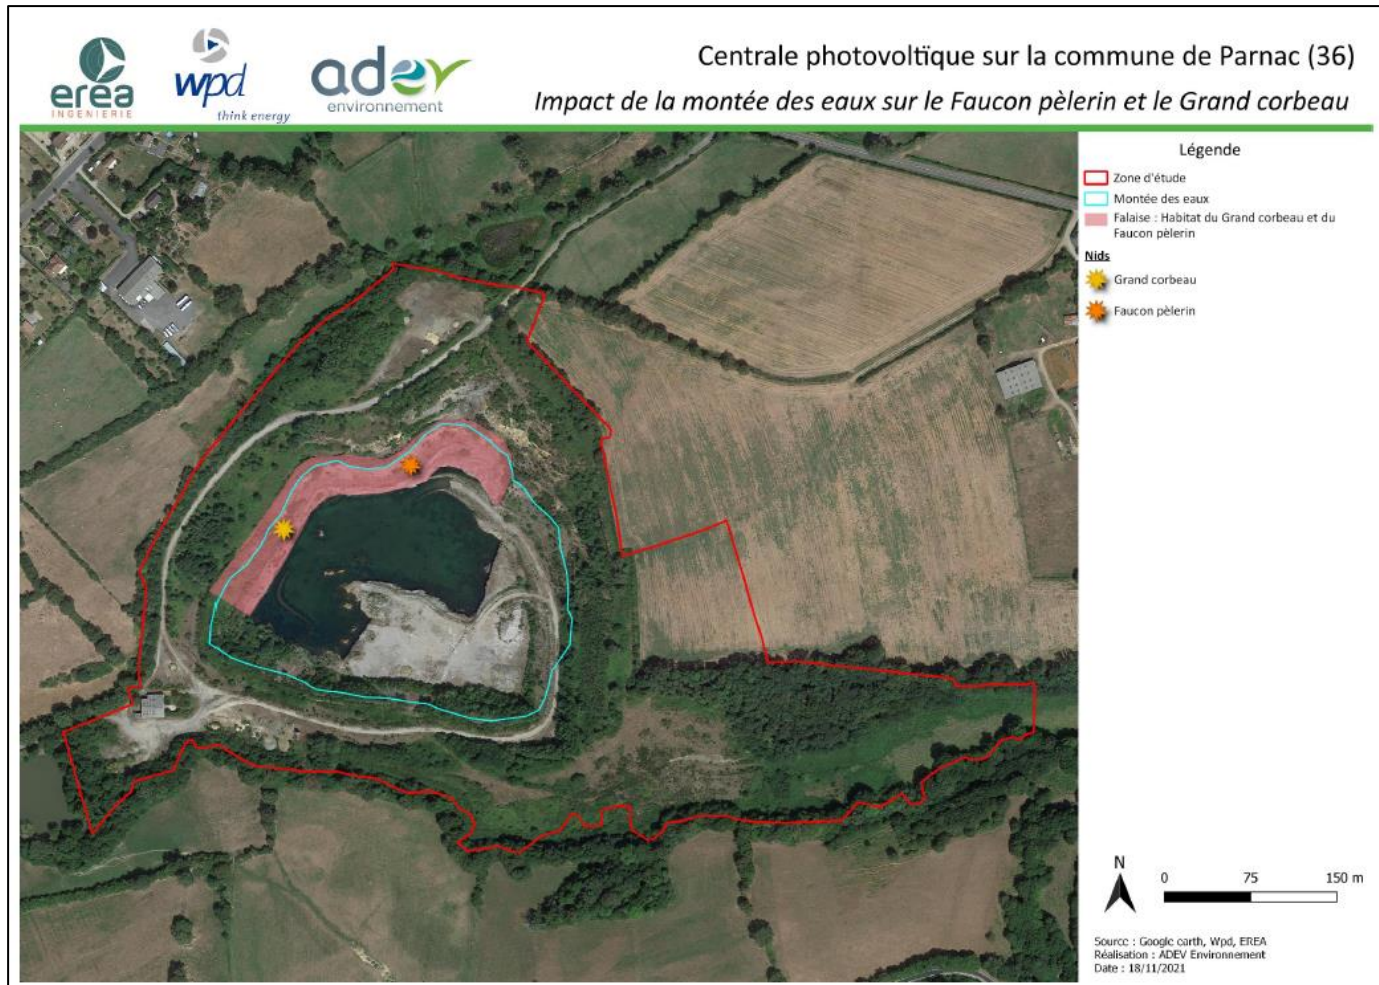 erea
INGENIERIE
wpd
think energy
adev
environnement
Centrale photovoltïque sur la commune de Parnac (36)
Impact de la montée des eaux sur le Faucon pèlerin et le Grand corbeau
Légende
Zone d'étude
Montée des eaux
Falaise : Habitat du Grand corbeau et du
Faucon pèlerin
Nids
Grand corbeau
Faucon pèlerin
N
0 75 150 m
Source : Google earth, Wpd, EREA
Réalisation : ADEV Environnement
Date : 18/11/2021